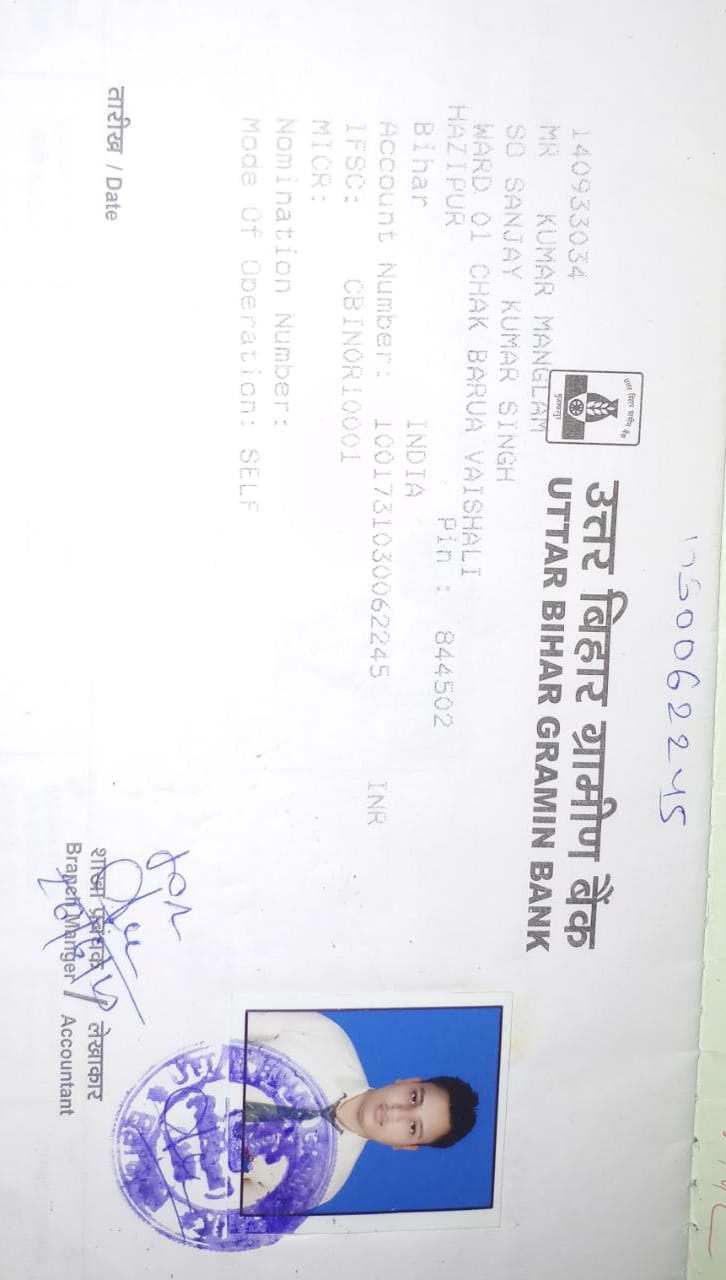 उत्तर बिहार ग्रामीण बैंक
UTTAR BIHAR GRAMIN BANK
140933034
MR KUMAR MANGLAM
SO SANJAY KUMAR SINGH
WARD 01 CHAK BARUA VAISHALI
HAZIPUR Pin : 844502
Bihar INDIA
Account Number: 1001731030062245 INR
IFSC: CBIN0R10001
MICR:
Nomination Number:
Mode Of Operation: SELF
तारीख / Date
शाखा प्रबंधक / लेखाकार
Branch Manger / Accountant